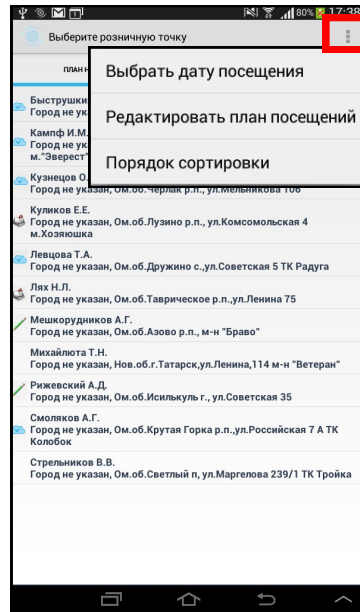 80% 17:38
Выберите розничную точку
ПЛАН Н
Выбрать дату посещения
Редактировать план посещений
Порядок сортировки
Быструшки
Город не ук
Кампф И.М.
Город не ук
м."Эверест"
Кузнецов О.
Город не указан, Ом.об.Черлак р.п., ул.Мельникова 106
Куликов Е.Е.
Город не указан, Ом.об.Лузино р.п., ул.Комсомольская 4
м.Хозяюшка
Левцова Т.А.
Город не указан, Ом.об.Дружино с.,ул.Советская 5 ТК Радуга
Лях Н.Л.
Город не указан, Ом.об.Таврическое р.п.,ул.Ленина 75
Мешкорудников А.Г.
Город не указан, Ом.об.Азово р.п., м-н "Браво"
Михайлюта Т.Н.
Город не указан, Нов.об.г.Татарск,ул.Ленина,114 м-н "Ветеран"
Рижевский А.Д.
Город не указан, Ом.об.Исилькуль г., ул.Советская 35
Смоляков А.Г.
Город не указан, Ом.об.Крутая Горка р.п.,ул.Российская 7 А ТК
Колобок
Стрельников В.В.
Город не указан, Ом.об.Светлый п, ул.Маргелова 239/1 ТК Тройка